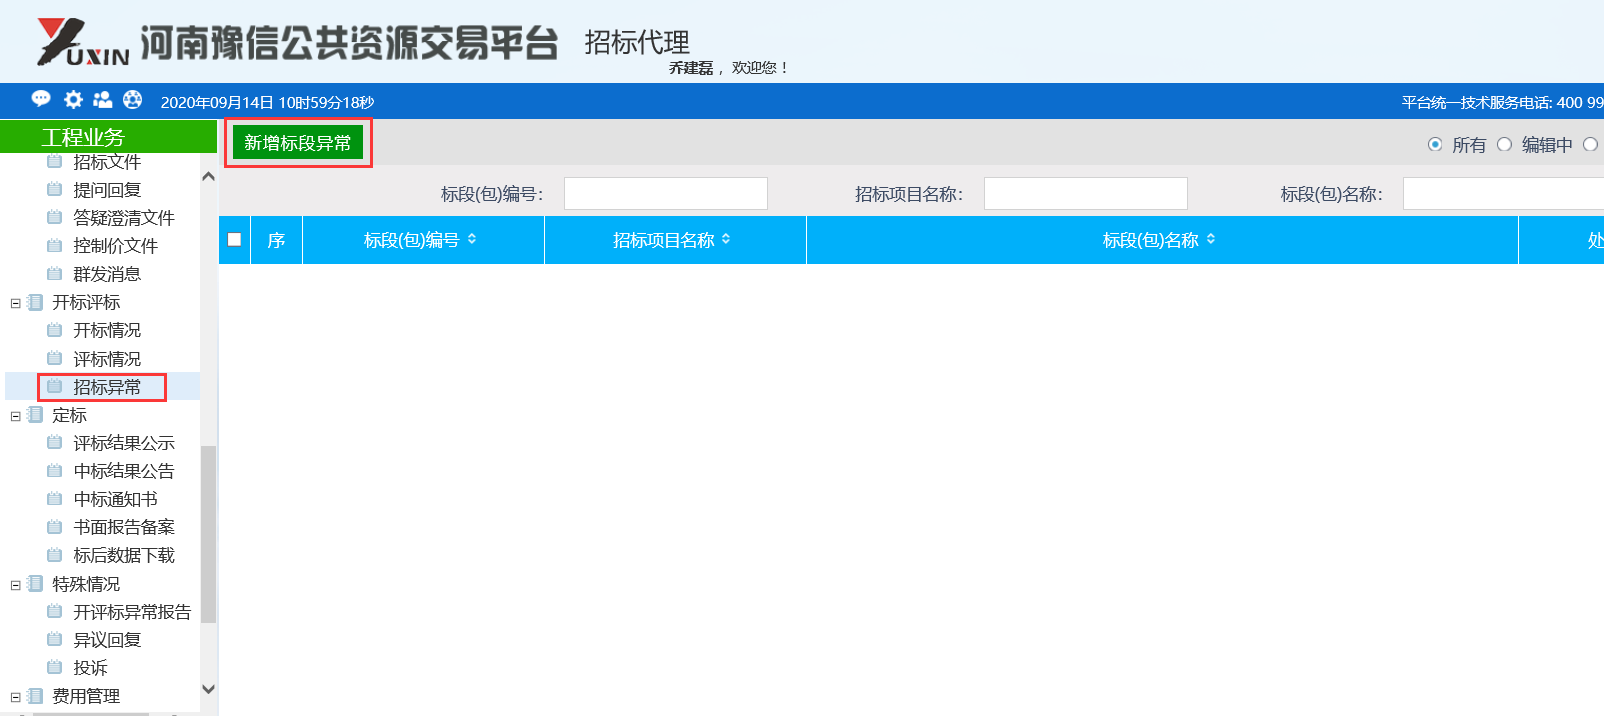 YUXIN 河南豫信公共资源交易平台 招标代理
乔建磊 ，欢迎您！
2020年09月14日 10时59分18秒
平台统一技术服务电话: 400 99
工程业务
招标文件
提问回复
答疑澄清文件
控制价文件
群发消息
开标评标
开标情况
评标情况
招标异常
定标
评标结果公示
中标结果公告
中标通知书
书面报告备案
标后数据下载
特殊情况
开评标异常报告
异议回复
投诉
费用管理
新增标段异常
所有 编辑中
标段(包)编号： 招标项目名称： 标段(包)名称：
序 标段(包)编号 招标项目名称 标段(包)名称 处